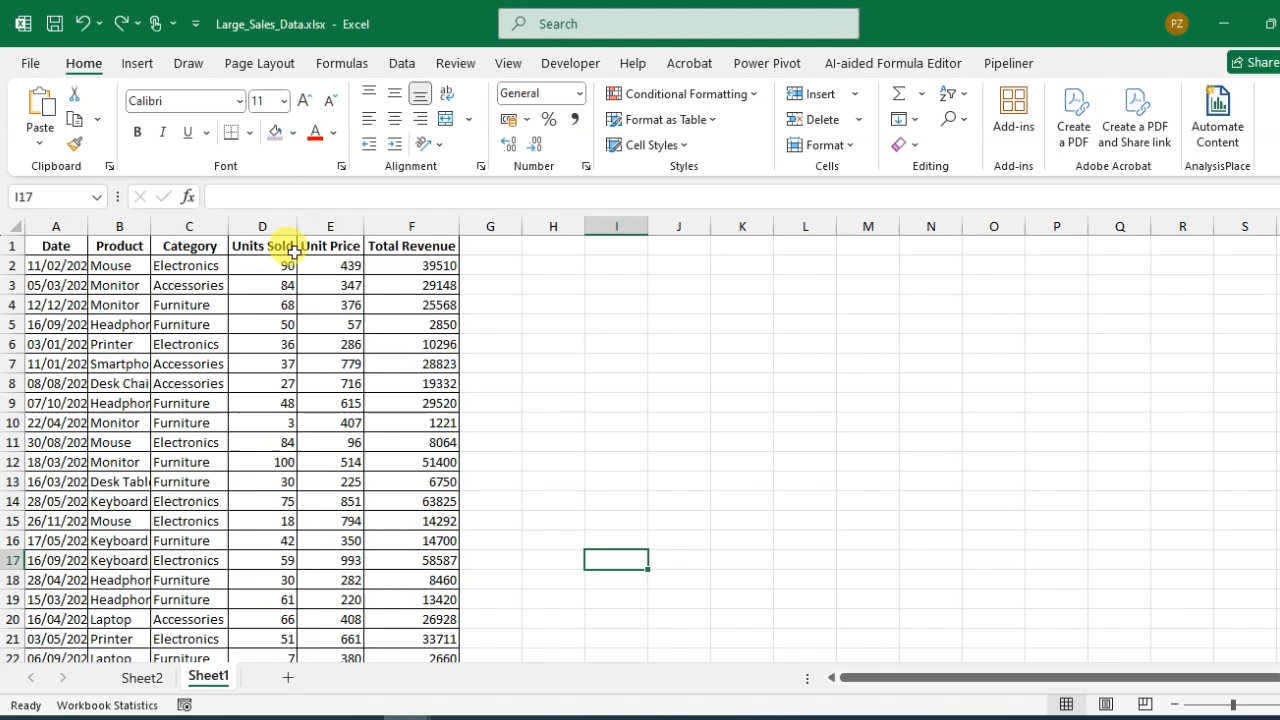 Large_Sales_Data.xlsx - Excel
Search
PZ
File Home Insert Draw Page Layout Formulas Data Review View Developer Help Acrobat Power Pivot AI-aided Formula Editor Pipeliner Share
Calibri 11 General Conditional Formatting Insert
Paste Format as Table Delete Add-ins Create a PDF Create a PDF and Share link Automate Content
B I U A % Cell Styles Format
Clipboard Font Alignment Number Styles Cells Editing Add-ins Adobe Acrobat AnalysisPlace
I17 fx
A B C D E F G H I J K L M N O P Q R S
1 Date Product Category Units Sold Unit Price Total Revenue
2 11/02/202 Mouse Electronics 90 439 39510
3 05/03/202 Monitor Accessories 84 347 29148
4 12/12/202 Monitor Furniture 68 376 25568
5 16/09/202 Headphor Furniture 50 57 2850
6 03/01/202 Printer Electronics 36 286 10296
7 11/01/202 Smartpho Accessories 37 779 28823
8 08/08/202 Desk Chai Accessories 27 716 19332
9 07/10/202 Headphor Furniture 48 615 29520
10 22/04/202 Monitor Furniture 3 407 1221
11 30/08/202 Mouse Electronics 84 96 8064
12 18/03/202 Monitor Furniture 100 514 51400
13 16/03/202 Desk Tabl Furniture 30 225 6750
14 28/05/202 Keyboard Electronics 75 851 63825
15 26/11/202 Mouse Electronics 18 794 14292
16 17/05/202 Keyboard Furniture 42 350 14700
17 16/09/202 Keyboard Electronics 59 993 58587
18 28/04/202 Headphor Furniture 30 282 8460
19 15/03/202 Headphor Furniture 61 220 13420
20 16/04/202 Laptop Accessories 66 408 26928
21 03/05/202 Printer Electronics 51 661 33711
22 06/09/202 Laptop Furniture 7 380 2660
Sheet2 Sheet1
Ready Workbook Statistics